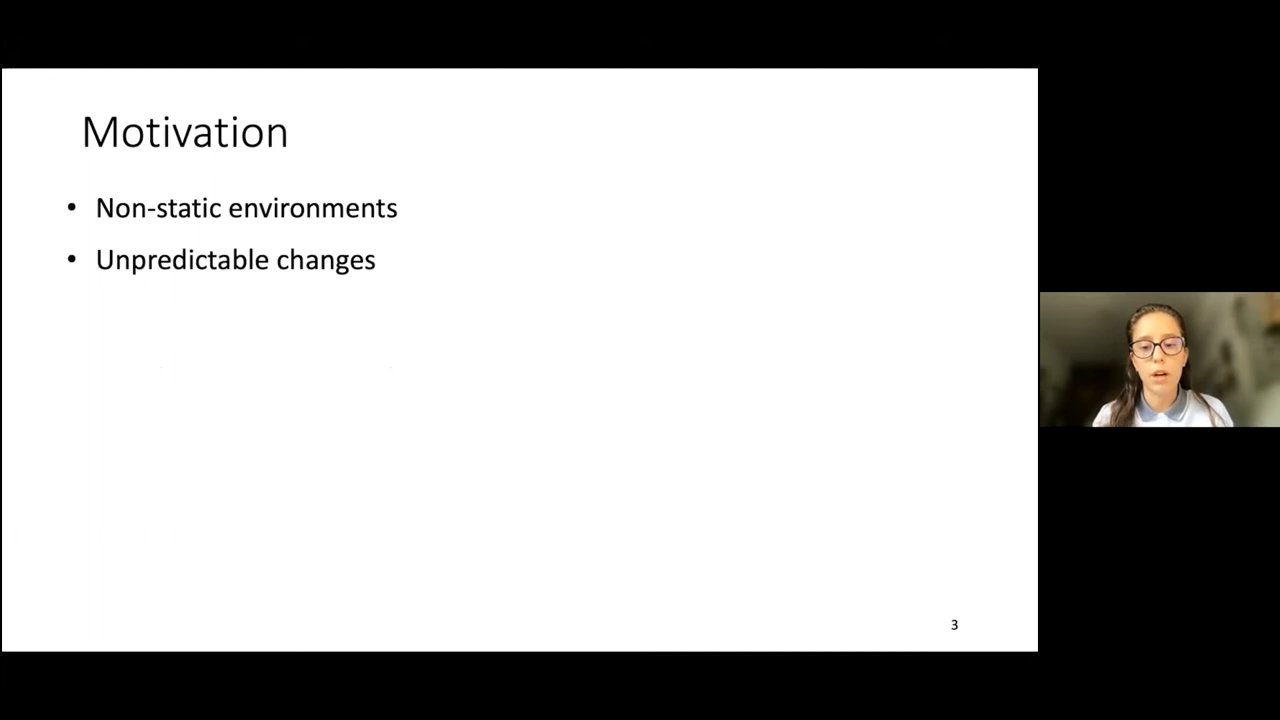 Motivation
• Non-static environments
• Unpredictable changes
3